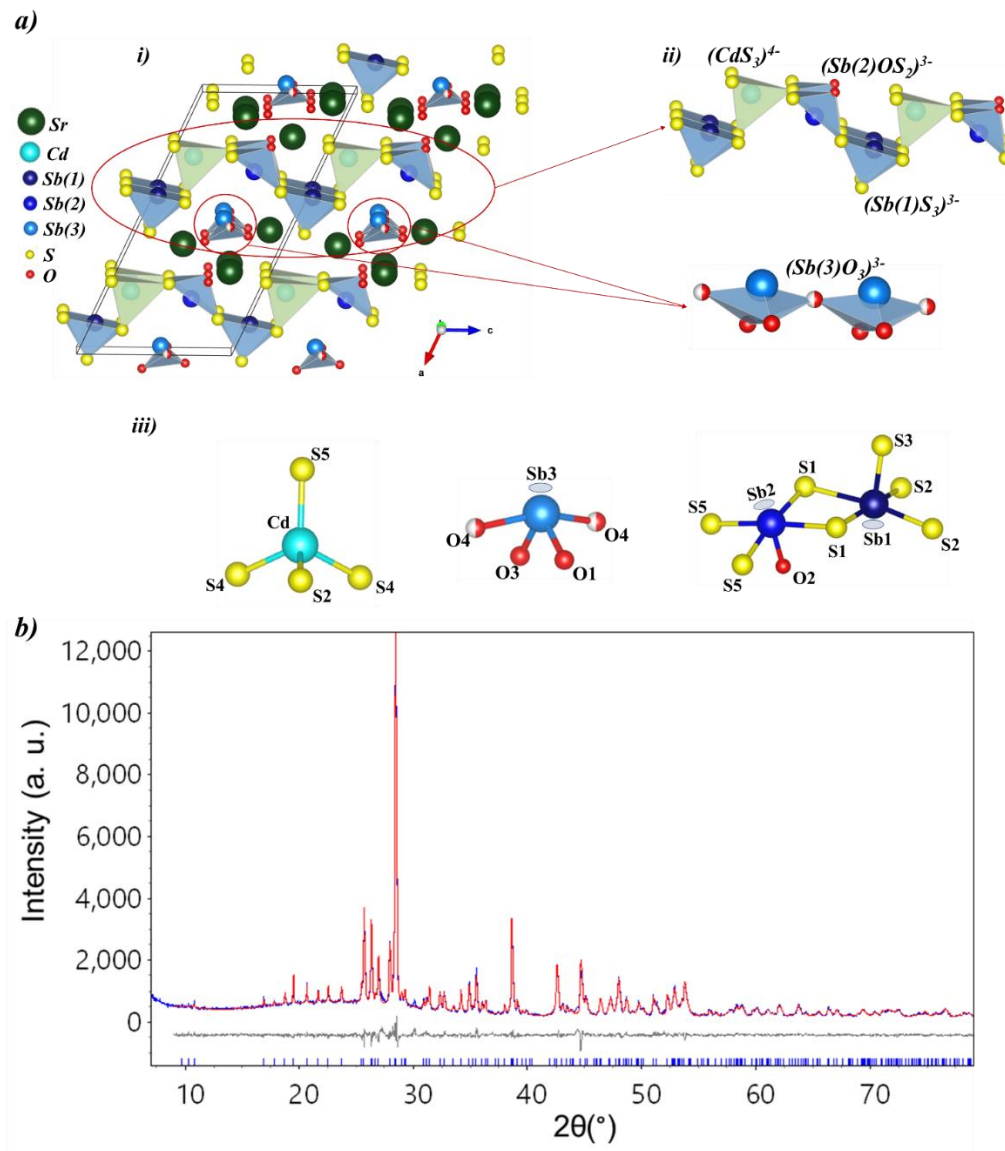 a)
i)
ii)
(CdS₃)⁴⁻
(Sb(2)OS₂)³⁻
Sr
Cd
Sb(1)
Sb(2)
Sb(3)
S
O
(Sb(1)S₃)³⁻
(Sb(3)O₃)³⁻
c
a
iii)
S5
Cd
S4
S2
S4
Sb3
O4
O4
O3
O1
S3
S1
Sb2
S2
S5
Sb1
S1
S2
S5
O2
b)
12,000
10,000
8,000
6,000
4,000
2,000
0
Intensity (a. u.)
10
20
30
40
50
60
70
2θ(°)